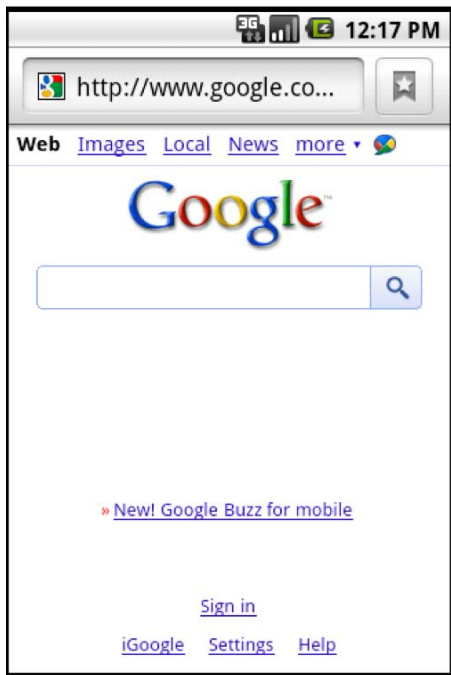 3G 12:17 PM
http://www.google.co...
Web Images Local News more
Google™
» New! Google Buzz for mobile
Sign in
iGoogle Settings Help